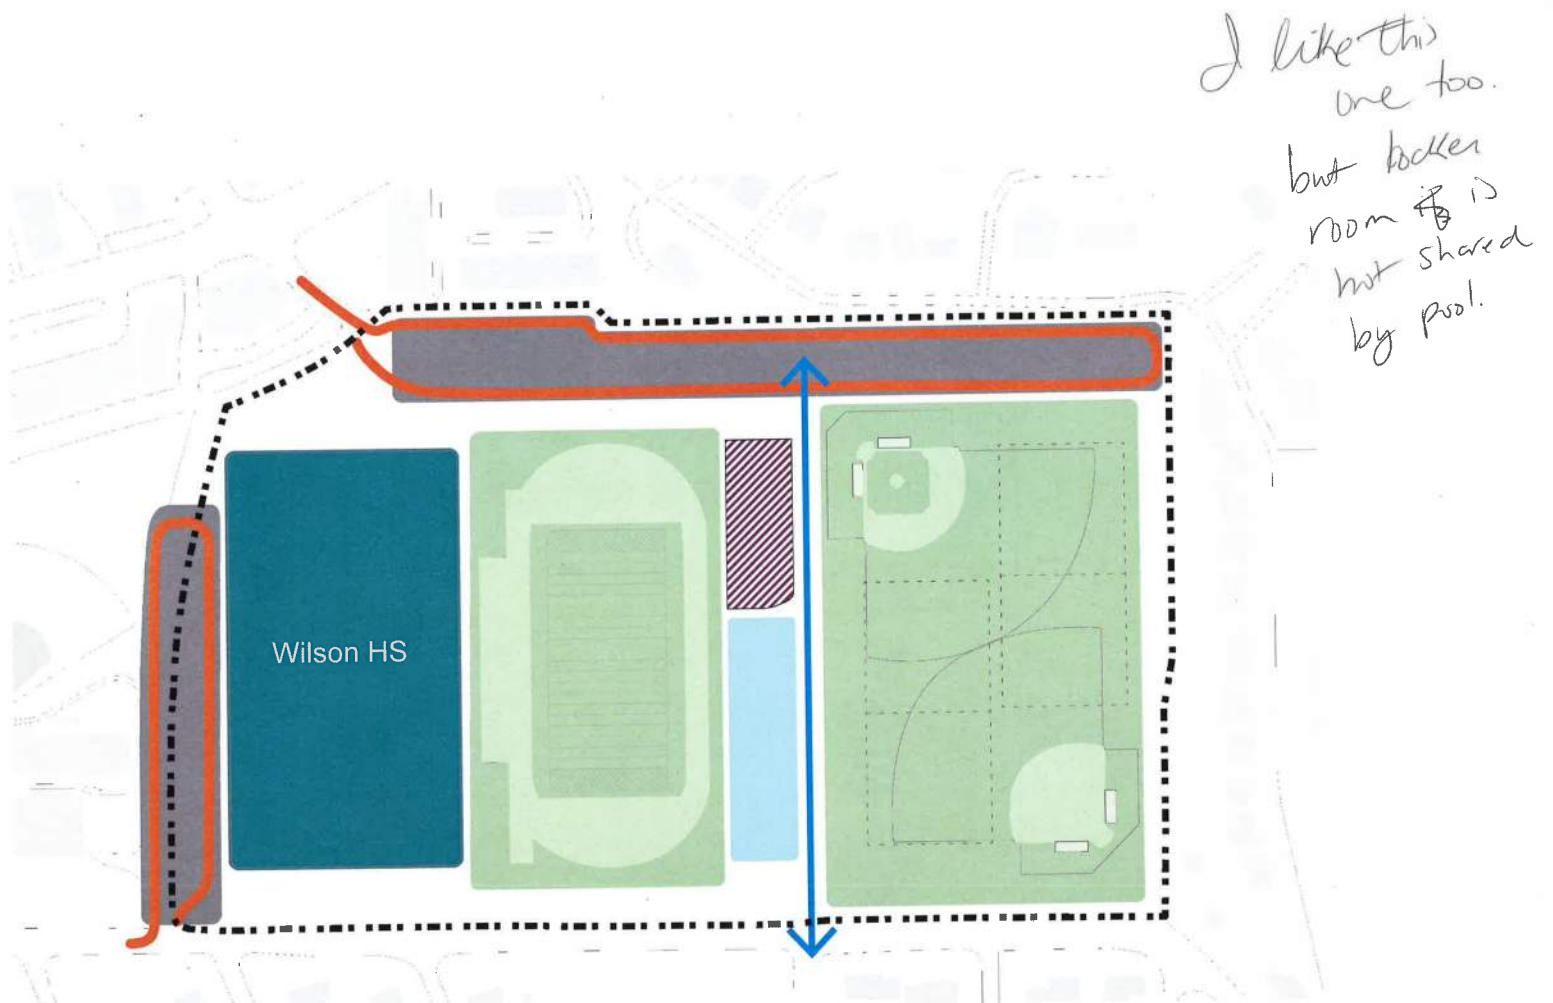 I like this
one too.
but locker
room is
not shared
by pool.
Wilson HS